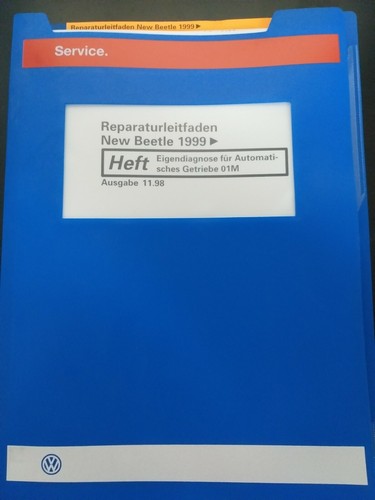 Reparaturleitfaden New Beetle 1999 ►
Service.
Reparaturleitfaden
New Beetle 1999 ►
Heft
Eigendiagnose für Automati-
sches Getriebe 01M
Ausgabe 11.98
VW